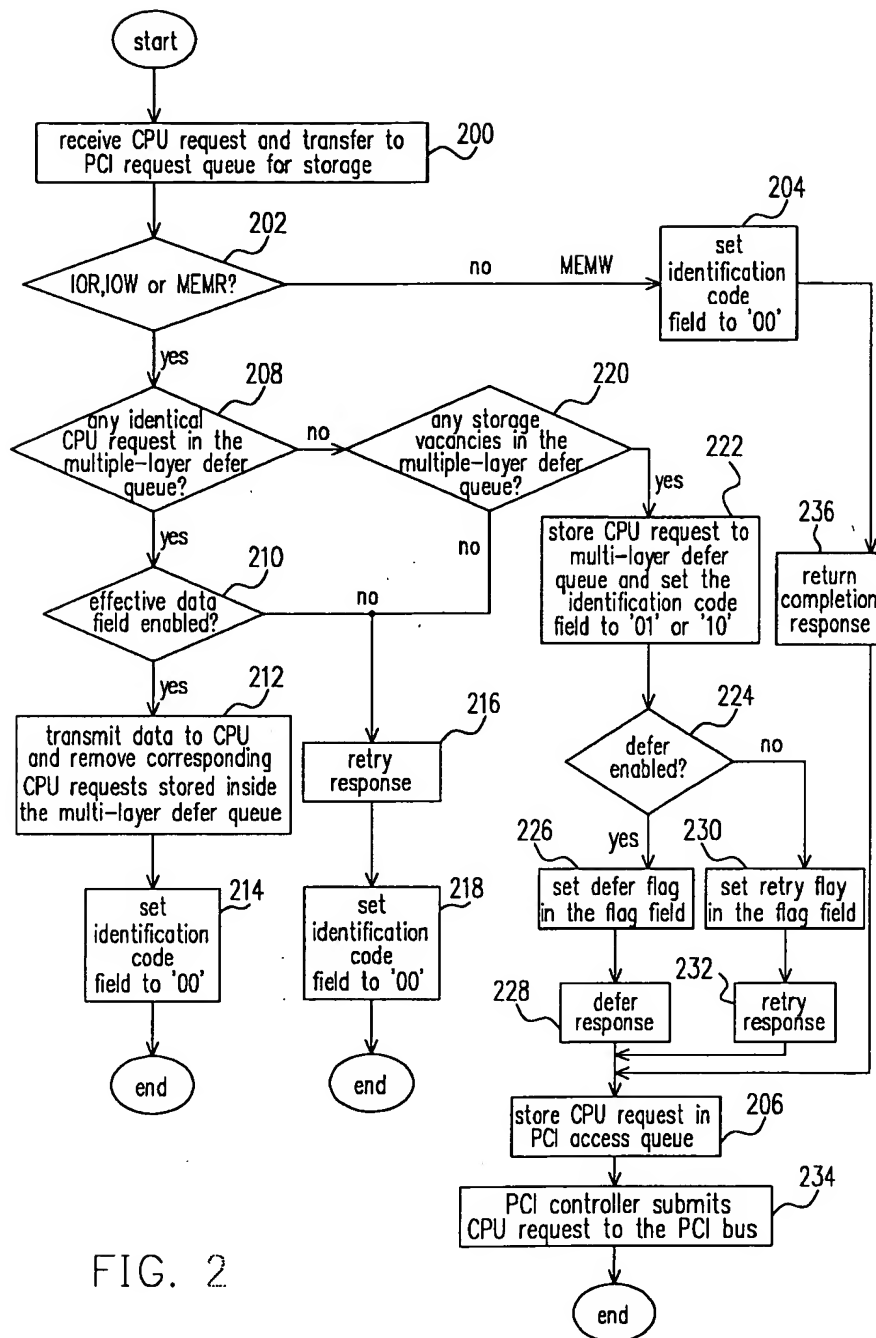 start
receive CPU request and transfer to
PCI request queue for storage
200
202
IOR,IOW or MEMR?
no
MEMW
204
set
identification
code
field to '00'
yes
208
any identical
CPU request in the
multiple-layer defer
queue?
no
220
any storage
vacancies in the
multiple-layer defer
queue?
yes
222
store CPU request to
multi-layer defer
queue and set the
identification code
field to '01' or '10'
236
return
completion
response
yes
no
210
effective data
field enabled?
no
yes
212
transmit data to CPU
and remove corresponding
CPU requests stored inside
the multi-layer defer queue
216
retry
response
224
defer
enabled?
no
yes
226
set defer flag
in the flag field
230
set retry flay
in the flag field
214
set
identification
code
field to '00'
218
set
identification
code
field to '00'
228
defer
response
232
retry
response
end
end
store CPU request in
PCI access queue
206
PCI controller submits
CPU request to the PCI bus
234
end
FIG. 2